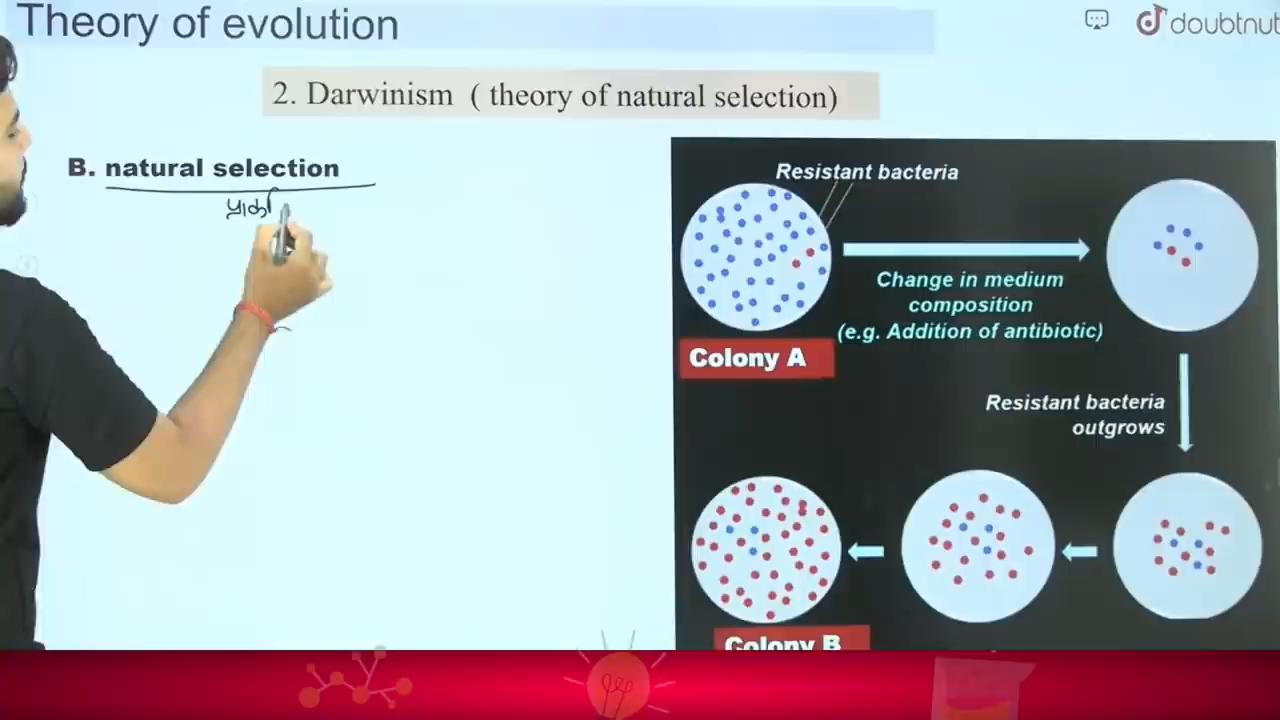 Theory of evolution
doubtnut
2. Darwinism ( theory of natural selection)
B. natural selection
Resistant bacteria
Change in medium
composition
(e.g. Addition of antibiotic)
Colony A
Resistant bacteria
outgrows
Colony B